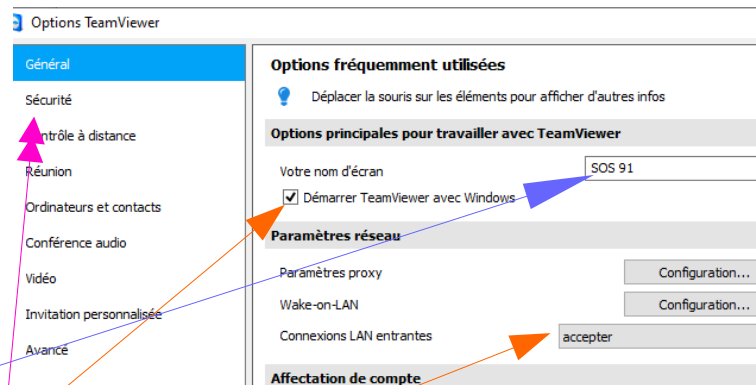 Options TeamViewer
Général
Sécurité
Contrôle à distance
Réunion
Ordinateurs et contacts
Conférence audio
Vidéo
Invitation personnalisée
Avancé
Options fréquemment utilisées
Déplacer la souris sur les éléments pour afficher d'autres infos
Options principales pour travailler avec TeamViewer
Votre nom d'écran SOS 91
Démarrer TeamViewer avec Windows
Paramètres réseau
Paramètres proxy Configuration...
Wake-on-LAN Configuration...
Connexions LAN entrantes accepter
Affectation de compte